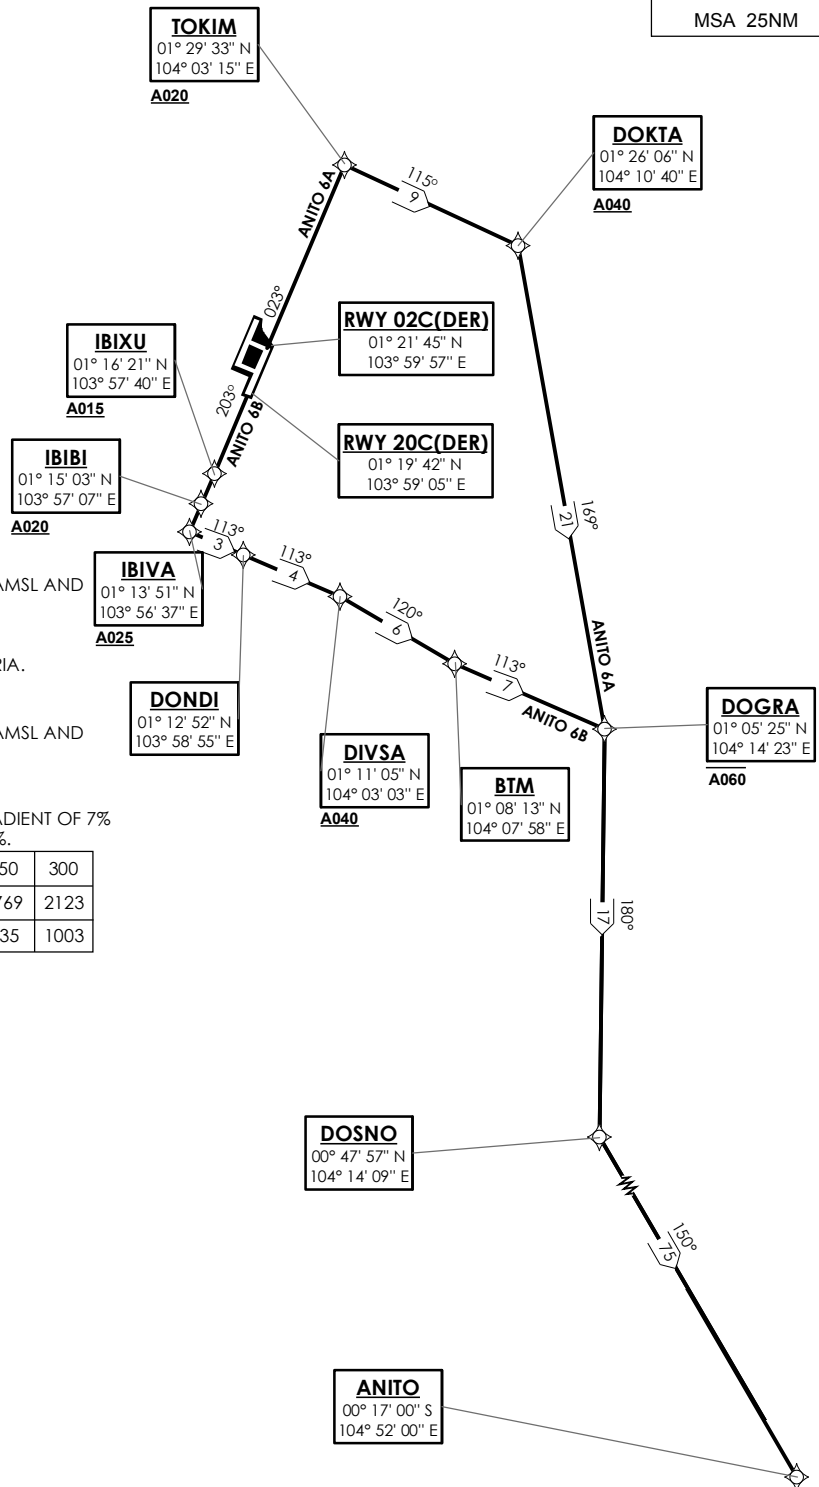 MSA 25NM
TOKIM
01° 29' 33" N
104° 03' 15" E
A020
DOKTA
01° 26' 06" N
104° 10' 40" E
A040
115°
9
ANITO 6A
023°
RWY 02C(DER)
01° 21' 45" N
103° 59' 57" E
IBIXU
01° 16' 21" N
103° 57' 40" E
A015
203°
ANITO 6B
RWY 20C(DER)
01° 19' 42" N
103° 59' 05" E
IBIBI
01° 15' 03" N
103° 57' 07" E
A020
169°
21
113°
3
113°
4
IBIVA
01° 13' 51" N
103° 56' 37" E
A025
AMSL AND
120°
6
ANITO 6A
RIA.
113°
7
ANITO 6B
DONDI
01° 12' 52" N
103° 58' 55" E
DOGRA
01° 05' 25" N
104° 14' 23" E
A060
AMSL AND
DIVSA
01° 11' 05" N
104° 03' 03" E
A040
BTM
01° 08' 13" N
104° 07' 58" E
ADIENT OF 7%
%.
50 300
769 2123
35 1003
180°
17
DOSNO
00° 47' 57" N
104° 14' 09" E
150°
75
ANITO
00° 17' 00" S
104° 52' 00" E